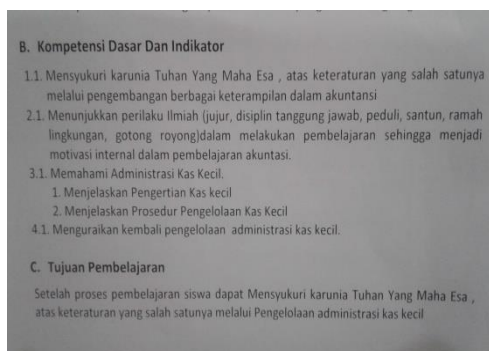 B. Kompetensi Dasar Dan Indikator
1.1. Mensyukuri karunia Tuhan Yang Maha Esa , atas keteraturan yang salah satunya
melalui pengembangan berbagai keterampilan dalam akuntansi
2.1. Menunjukkan perilaku Ilmiah (jujur, disiplin tanggung jawab, peduli, santun, ramah
lingkungan, gotong royong)dalam melakukan pembelajaran sehingga menjadi
motivasi internal dalam pembelajaran akuntasi.
3.1. Memahami Administrasi Kas Kecil.
1. Menjelaskan Pengertian Kas kecil
2. Menjelaskan Prosedur Pengelolaan Kas Kecil
4.1. Menguraikan kembali pengelolaan administrasi kas kecil.
C. Tujuan Pembelajaran
Setelah proses pembelajaran siswa dapat Mensyukuri karunia Tuhan Yang Maha Esa ,
atas keteraturan yang salah satunya melalui Pengelolaan administrasi kas kecil